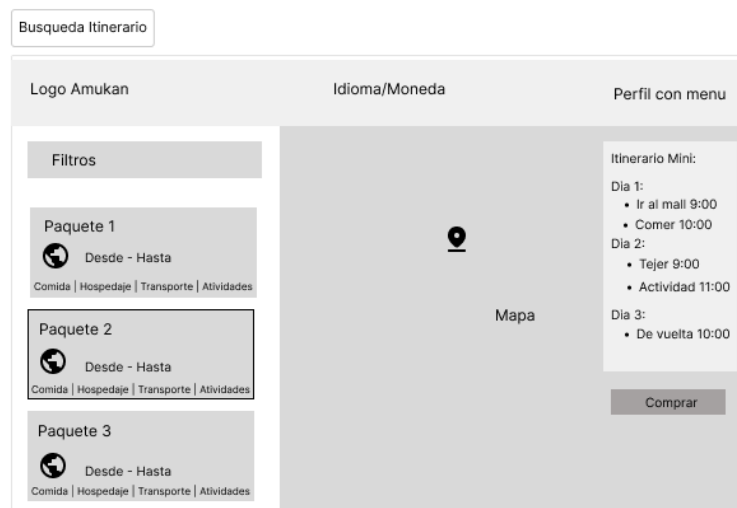 Busqueda Itinerario
Logo Amukan
Idioma/Moneda
Perfil con menu
Filtros
Paquete 1
Desde - Hasta
Comida | Hospedaje | Transporte | Atividades
Paquete 2
Desde - Hasta
Comida | Hospedaje | Transporte | Atividades
Paquete 3
Desde - Hasta
Comida | Hospedaje | Transporte | Atividades
Mapa
Itinerario Mini:
Dia 1:
• Ir al mall 9:00
• Comer 10:00
Dia 2:
• Tejer 9:00
• Actividad 11:00
Dia 3:
• De vuelta 10:00
Comprar